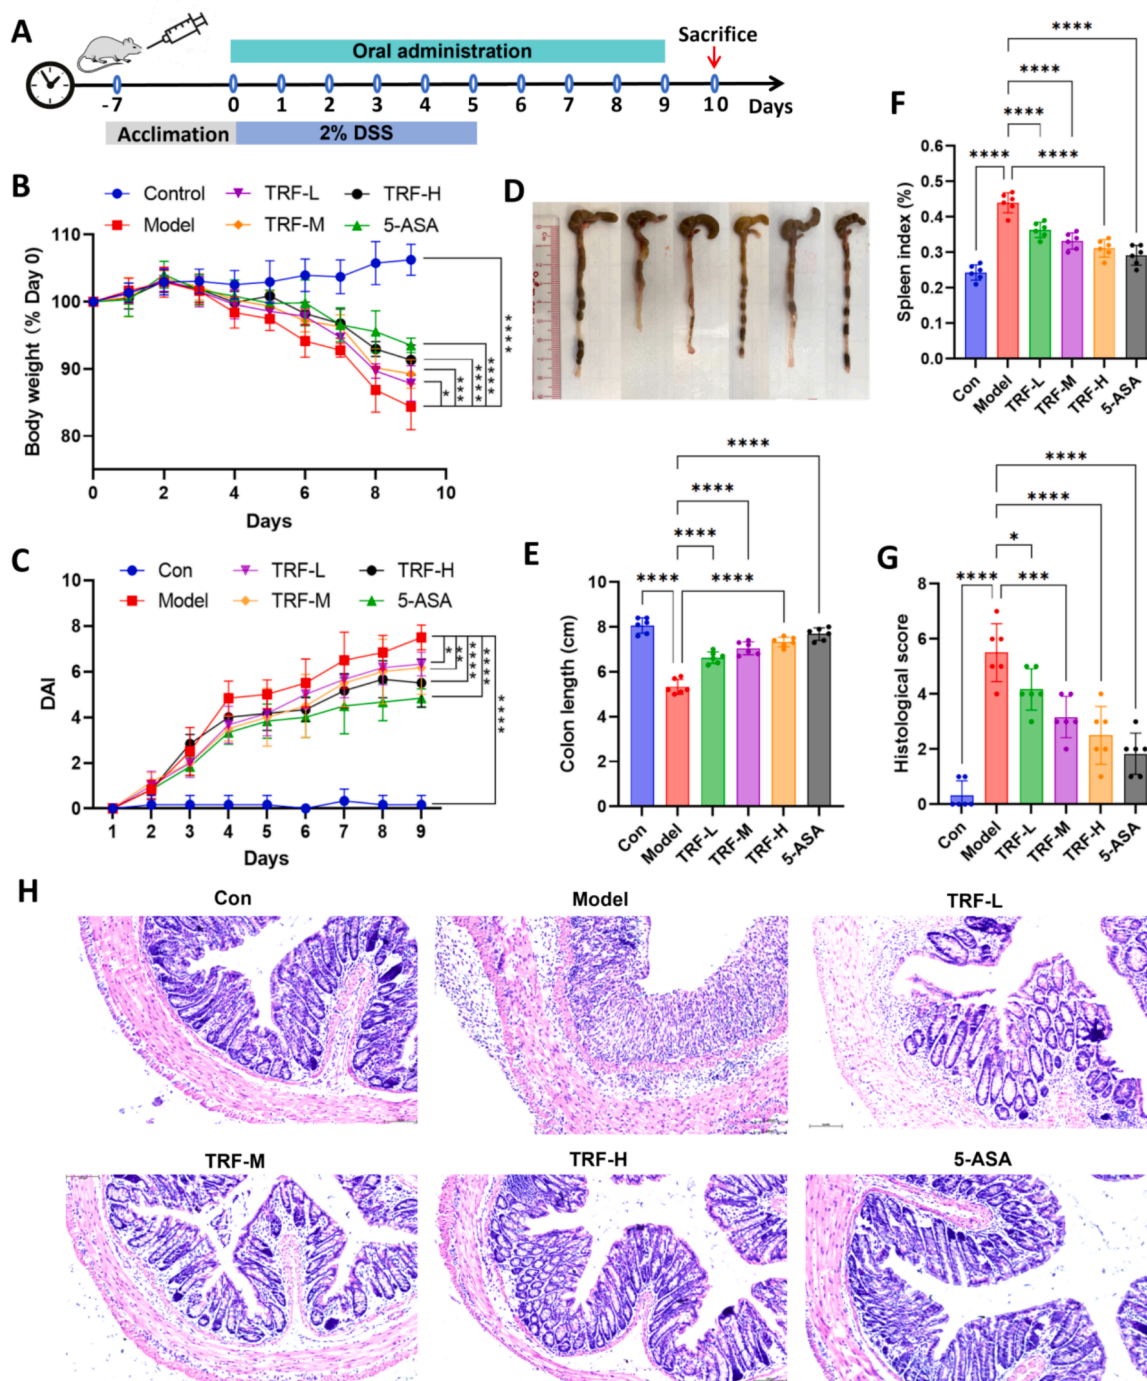 A
Oral administration
Sacrifice
-7 0 1 2 3 4 5 6 7 8 9 10 Days
Acclimation 2% DSS
B
Control TRF-L TRF-H
Model TRF-M 5-ASA
Body weight (% Day 0)
110
100
90
80
0 2 4 6 8 10
Days
****
****
****
***
*
C
Con TRF-L TRF-H
Model TRF-M 5-ASA
DAI
10
8
6
4
2
0
1 2 3 4 5 6 7 8 9
Days
**
****
****
****
D
E
Colon length (cm)
10
8
6
4
2
0
Con Model TRF-L TRF-M TRF-H 5-ASA
****
****
****
**** ****
F
Spleen index (%)
0.6
0.5
0.4
0.3
0.2
0.1
0.0
Con Model TRF-L TRF-M TRF-H 5-ASA
****
****
****
**** ****
G
Histological score
8
6
4
2
0
Con Model TRF-L TRF-M TRF-H 5-ASA
****
****
*
**** ***
H
Con Model TRF-L
TRF-M TRF-H 5-ASA